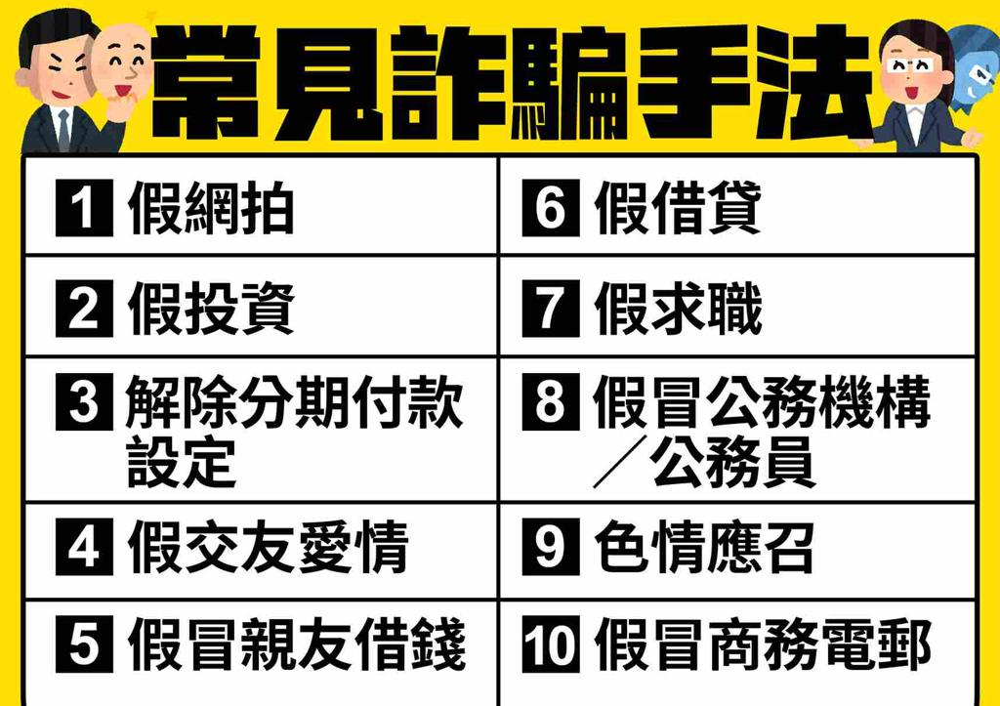 常見詐騙手法
1 假網拍
2 假投資
3 解除分期付款
設定
4 假交友愛情
5 假冒親友借錢
6 假借貸
7 假求職
8 假冒公務機構
／公務員
9 色情應召
10 假冒商務電郵